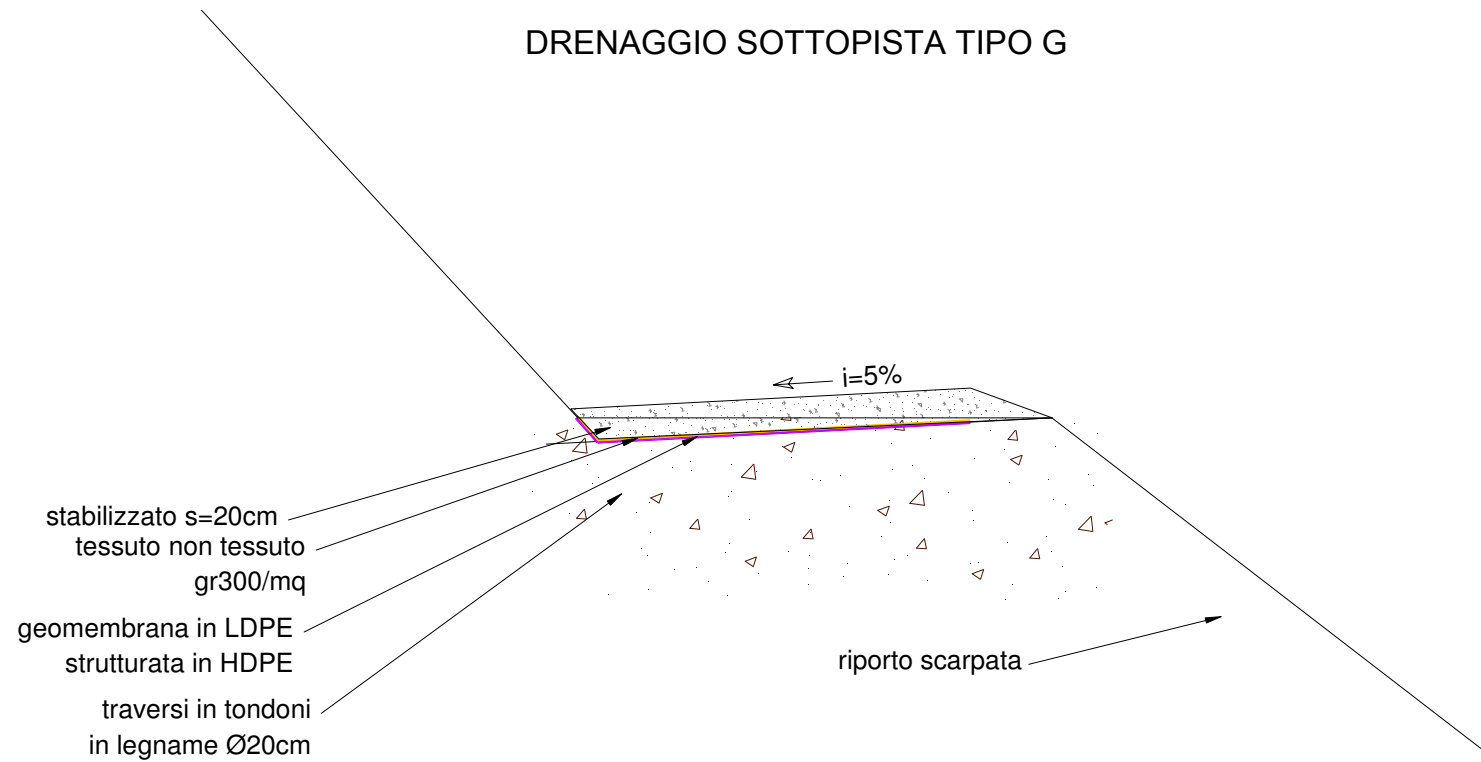 DRENAGGIO SOTTOPISTA TIPO G
i=5%
stabilizzato s=20cm
tessuto non tessuto
gr300/mq
geomembrana in LDPE
strutturata in HDPE
traversi in tondoni
in legname Ø20cm
riporto scarpata